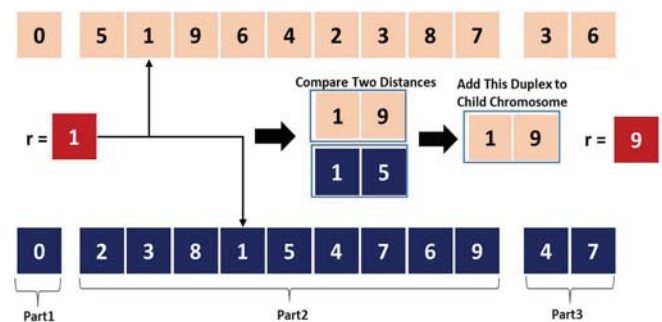 0 5 1 9 6 4 2 3 8 7 3 6
Compare Two Distances
Add This Duplex to
Child Chromosome
r = 1
1 9
1 5
1 9
r = 9
0 2 3 8 1 5 4 7 6 9 4 7
Part1 Part2 Part3